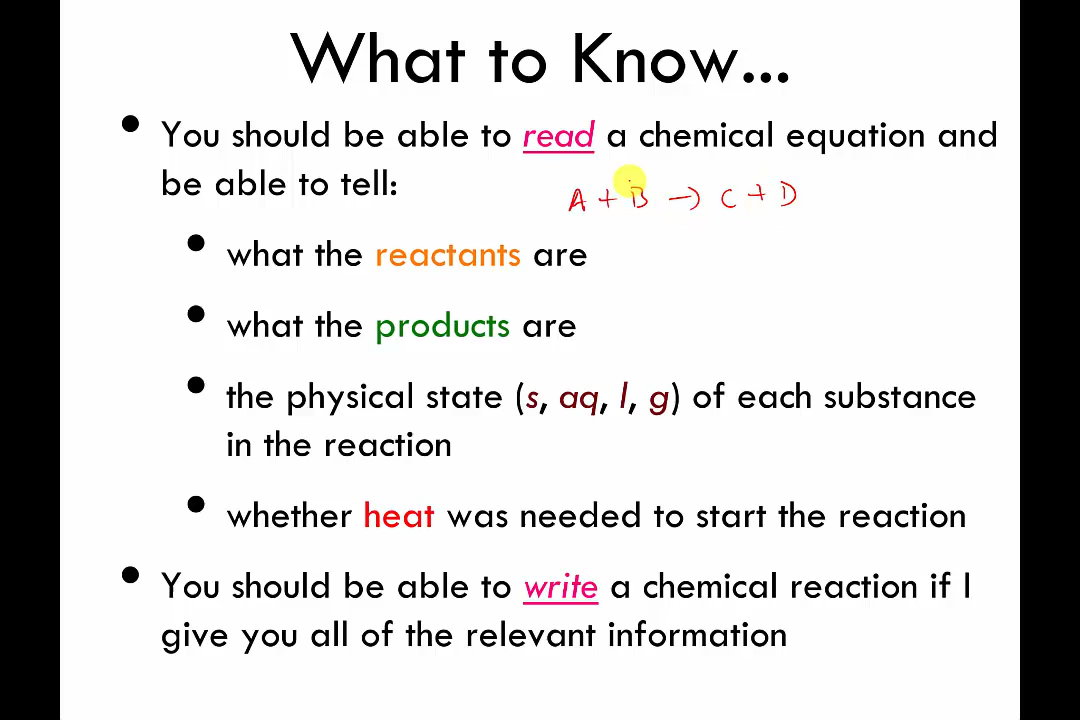 What to Know...
• You should be able to read a chemical equation and
be able to tell:
A + B → C + D
• what the reactants are
• what the products are
• the physical state (s, aq, l, g) of each substance
in the reaction
• whether heat was needed to start the reaction
• You should be able to write a chemical reaction if I
give you all of the relevant information